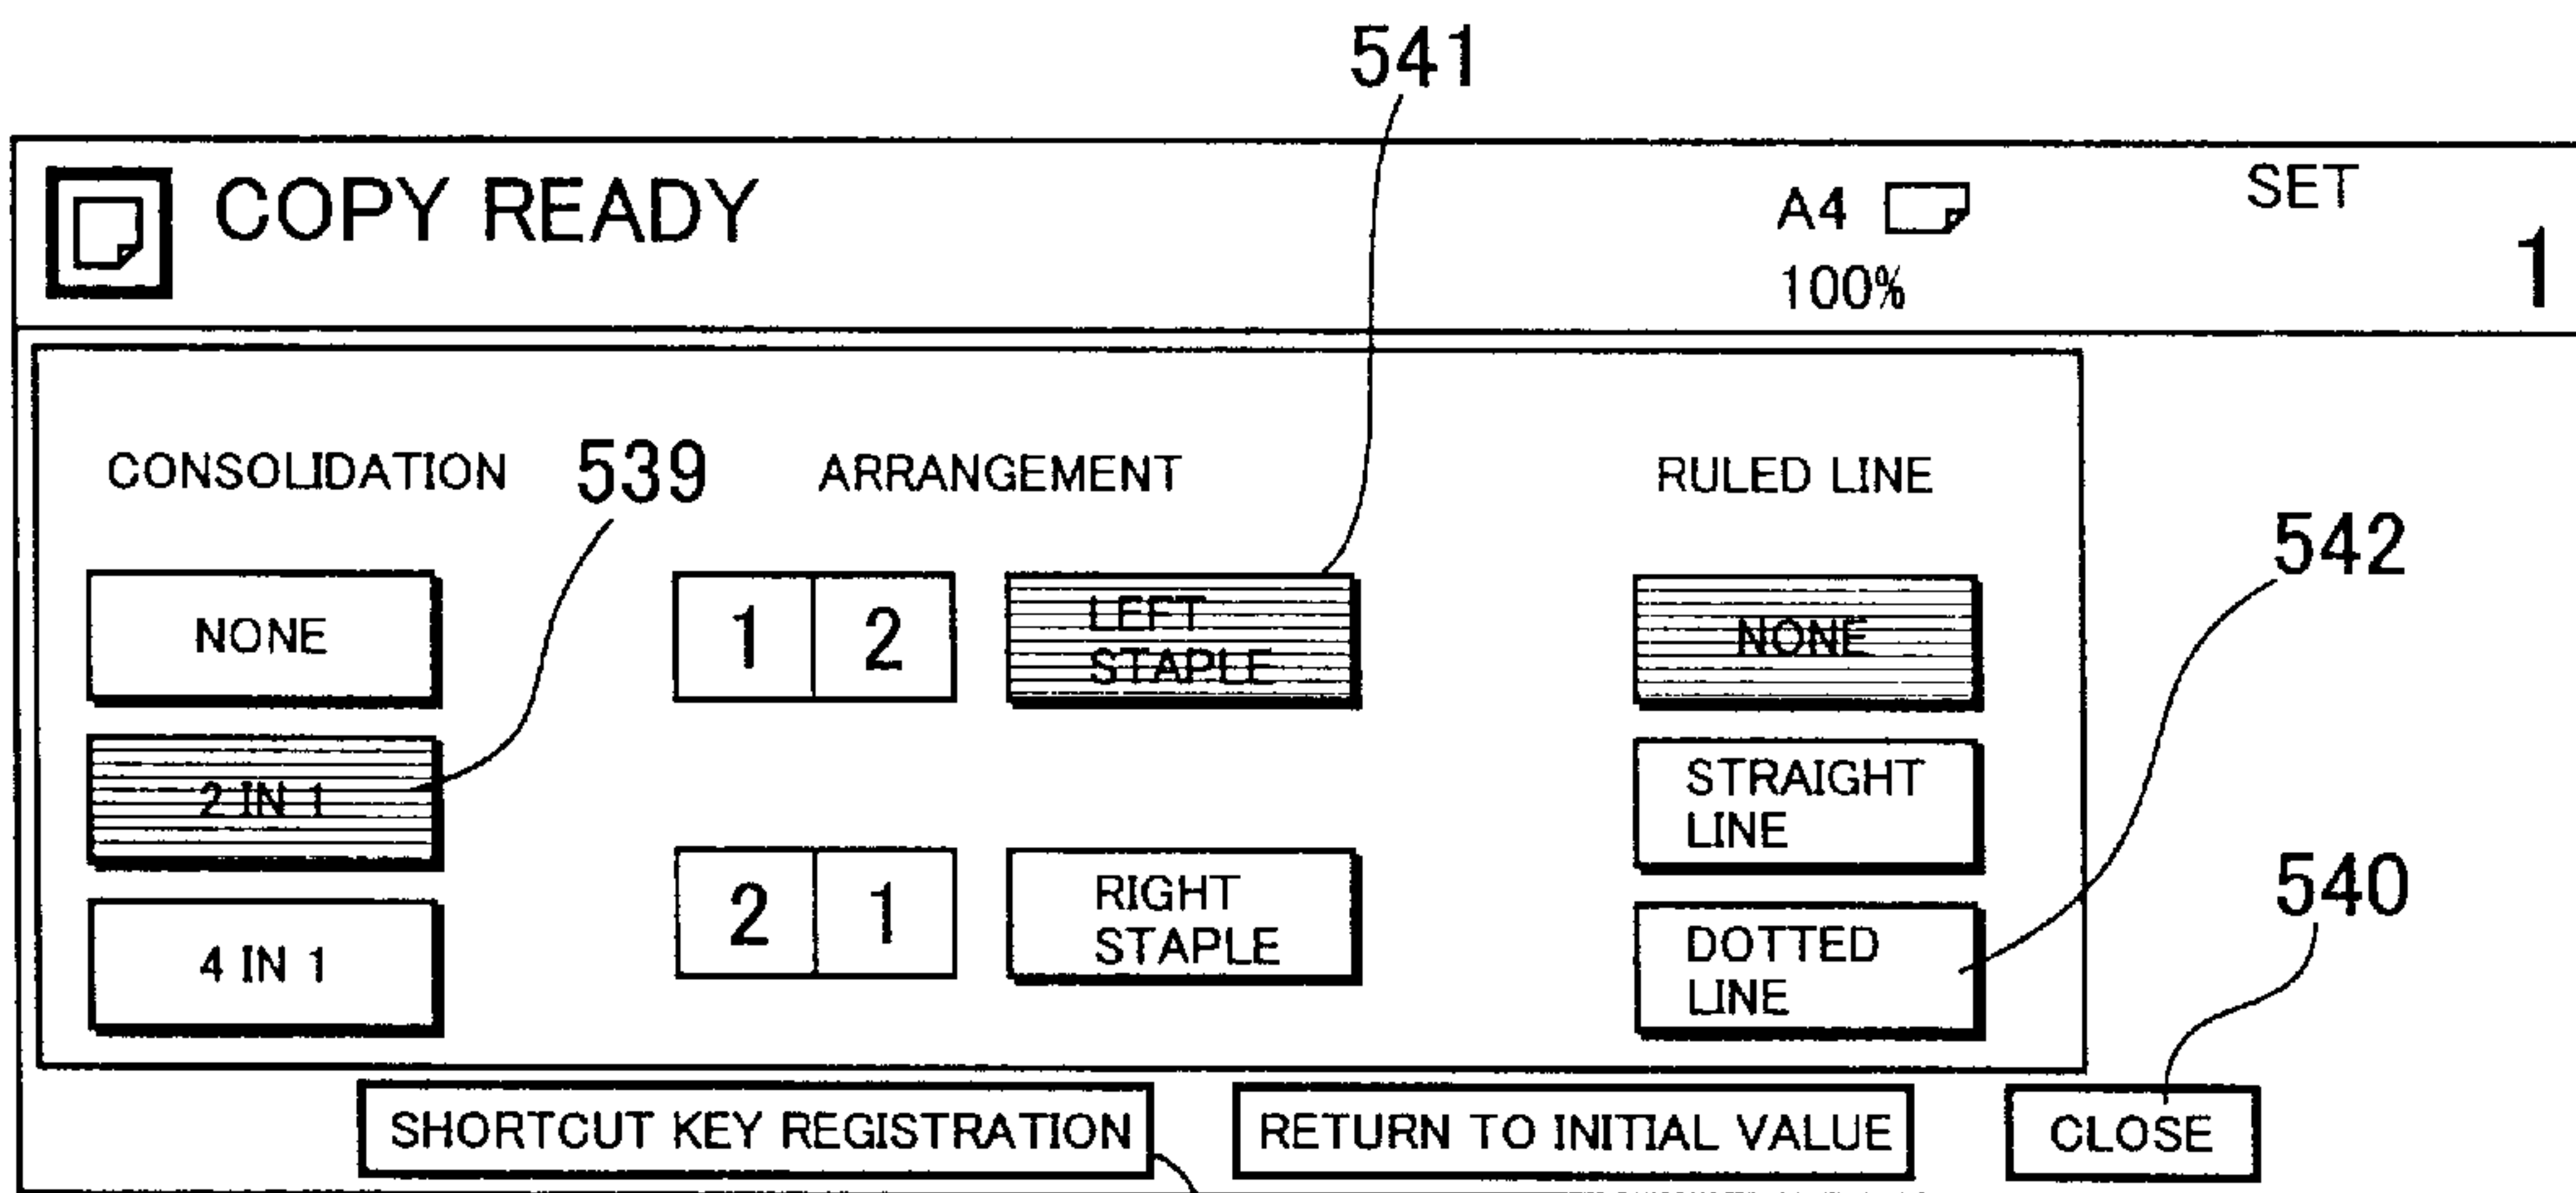 541
COPY READY
A4
SET
100%
1
CONSOLIDATION
539
ARRANGEMENT
RULED LINE
542
NONE
1 2
LEFT
STAPLE
NONE
2 IN 1
STRAIGHT
LINE
540
4 IN 1
2 1
RIGHT
STAPLE
DOTTED
LINE
SHORTCUT KEY REGISTRATION
RETURN TO INITIAL VALUE
CLOSE